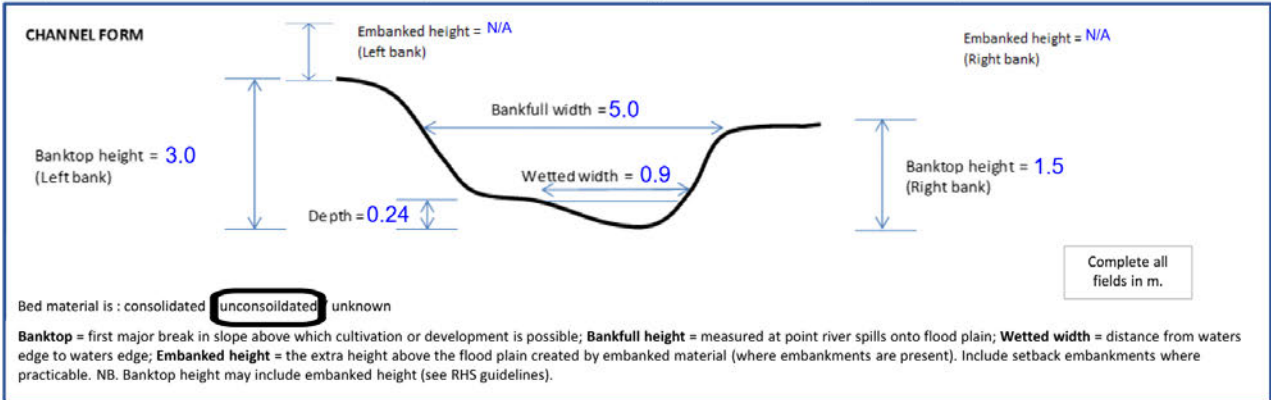 CHANNEL FORM
Embanked height = N/A
(Left bank)
Embanked height = N/A
(Right bank)
Bankfull width = 5.0
Banktop height = 3.0
(Left bank)
Wetted width = 0.9
Banktop height = 1.5
(Right bank)
Depth = 0.24
Complete all
fields in m.
Bed material is : consolidated unconsoildated / unknown
Banktop = first major break in slope above which cultivation or development is possible; Bankfull height = measured at point river spills onto flood plain; Wetted width = distance from waters
edge to waters edge; Embanked height = the extra height above the flood plain created by embanked material (where embankments are present). Include setback embankments where
practicable. NB. Banktop height may include embanked height (see RHS guidelines).